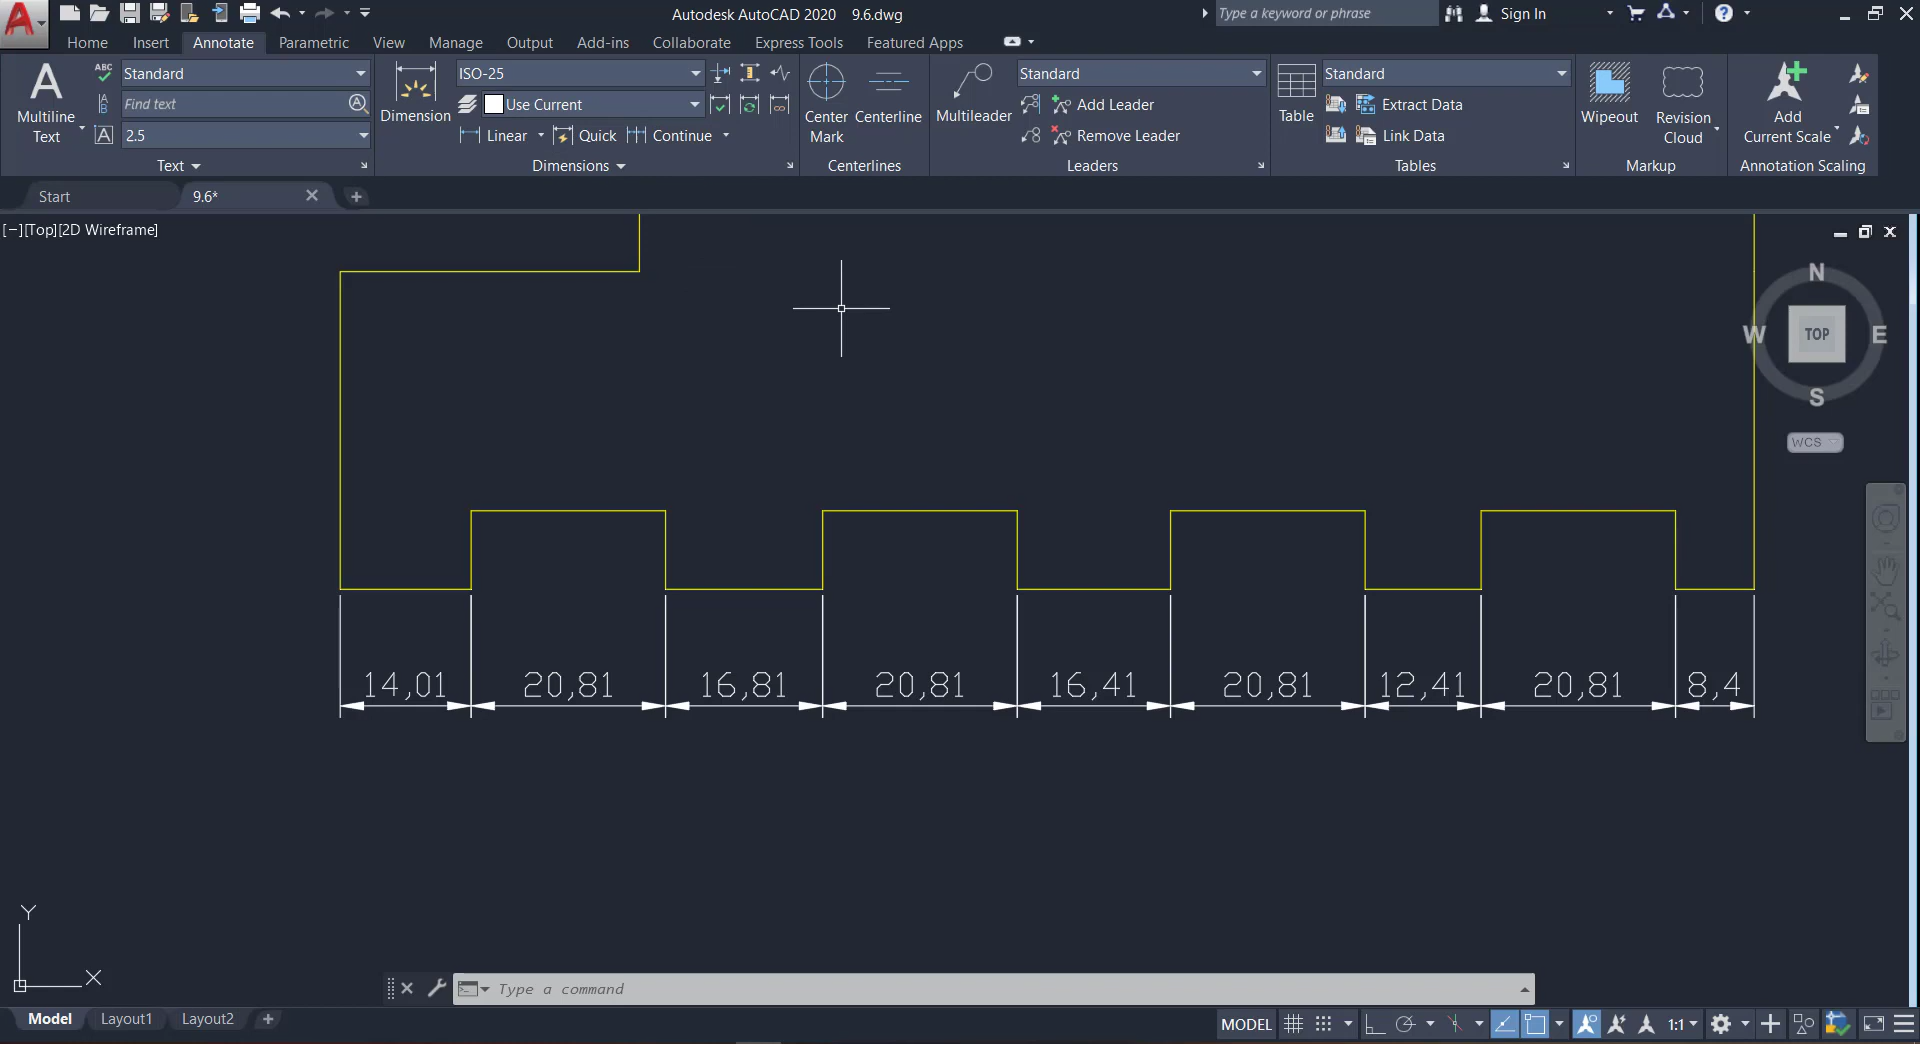 Autodesk AutoCAD 2020 9.6.dwg
Type a keyword or phrase
Sign In
Home Insert Annotate Parametric View Manage Output Add-ins Collaborate Express Tools Featured Apps
Multiline Text
ABC
Standard
Find text
2.5
Text
Dimension
ISO-25
Use Current
Linear Quick Continue
Dimensions
Center Mark
Centerline
Centerlines
Multileader
Standard
Add Leader
Remove Leader
Leaders
Table
Standard
Extract Data
Link Data
Tables
Wipeout
Revision Cloud
Markup
Add Current Scale
Annotation Scaling
Start 9.6*
[−][Top][2D Wireframe]
N
W TOP E
S
WCS
14,01 20,81 16,81 20,81 16,41 20,81 12,41 20,81 8,4
Y
X
Type a command
Model Layout1 Layout2
MODEL 1:1